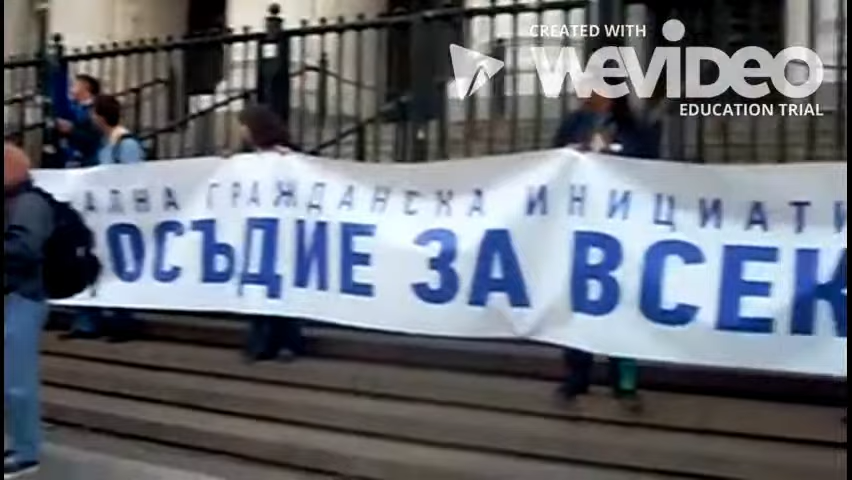 CREATED WITH
WEVIDEO
EDUCATION TRIAL
АЛНА ГРАЖДАНСКА ИНИЦИАТИ
ОСЪДИЕ ЗА ВСЕК